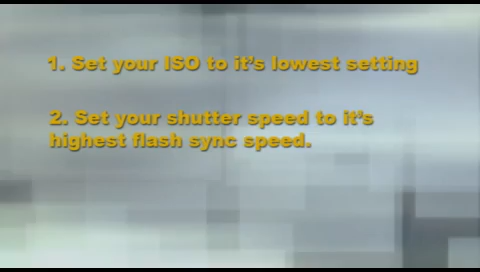 1. Set your ISO to it's lowest setting
2. Set your shutter speed to it's
highest flash sync speed.